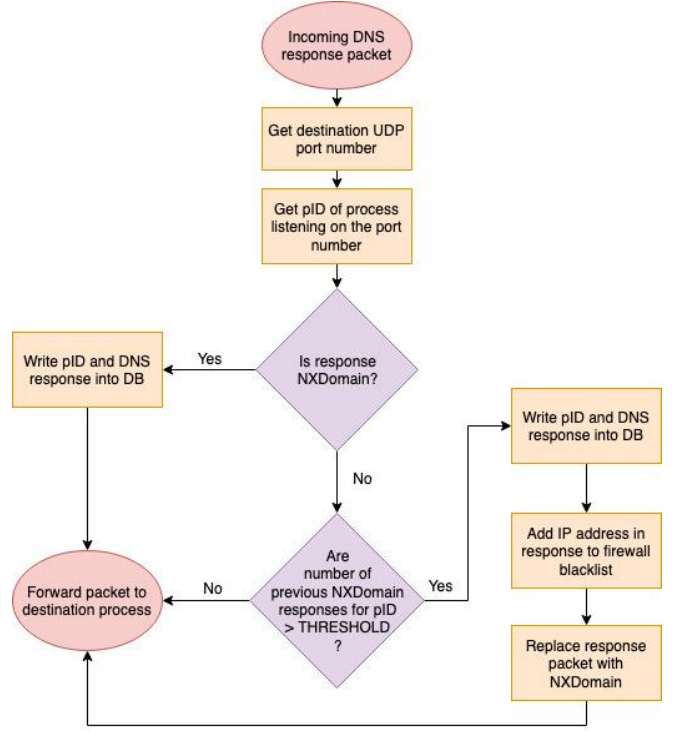 Incoming DNS
response packet
Get destination UDP
port number
Get pID of process
listening on the port
number
Is response
NXDomain?
Yes
Write pID and DNS
response into DB
No
Are
number of
previous NXDomain
responses for pID
> THRESHOLD
?
No
Forward packet to
destination process
Yes
Write pID and DNS
response into DB
Add IP address in
response to firewall
blacklist
Replace response
packet with
NXDomain